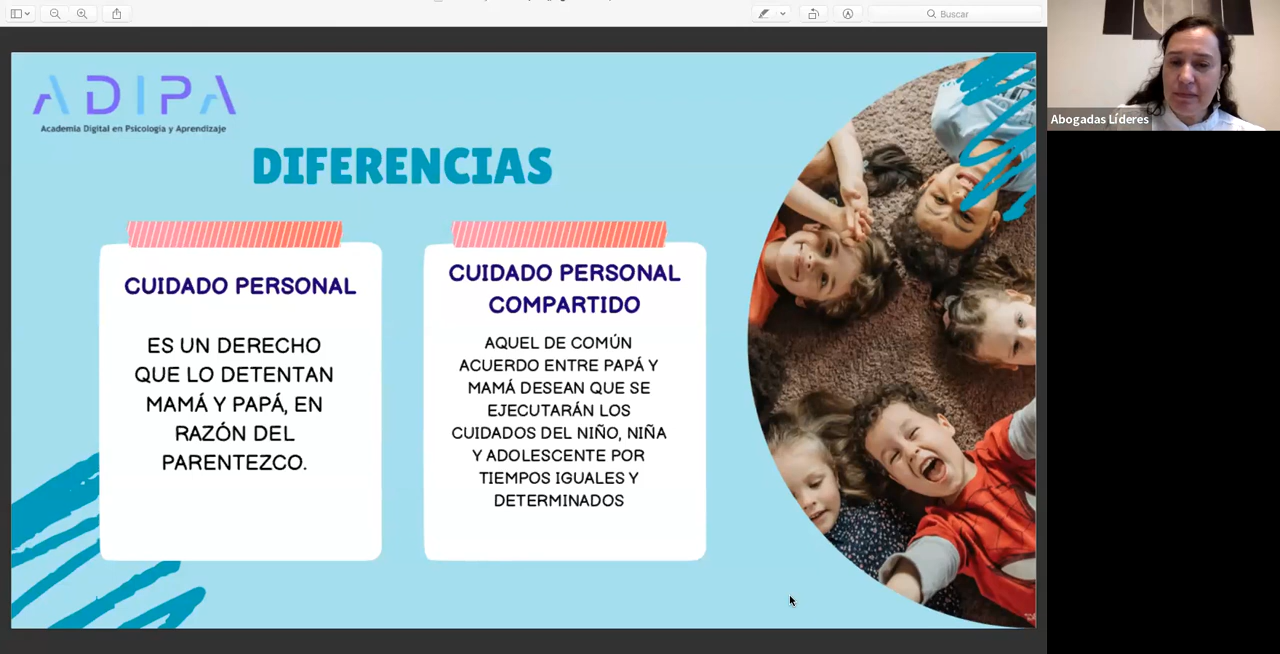 Buscar
ADIPA
Academia Digital en Psicología y Aprendizaje
DIFERENCIAS
CUIDADO PERSONAL
ES UN DERECHO
QUE LO DETENTAN
MAMÁ Y PAPÁ, EN
RAZÓN DEL
PARENTEZCO.
CUIDADO PERSONAL
COMPARTIDO
AQUEL DE COMÚN
ACUERDO ENTRE PAPÁ Y
MAMÁ DESEAN QUE SE
EJECUTARÁN LOS
CUIDADOS DEL NIÑO, NIÑA
Y ADOLESCENTE POR
TIEMPOS IGUALES Y
DETERMINADOS
Abogadas Líderes